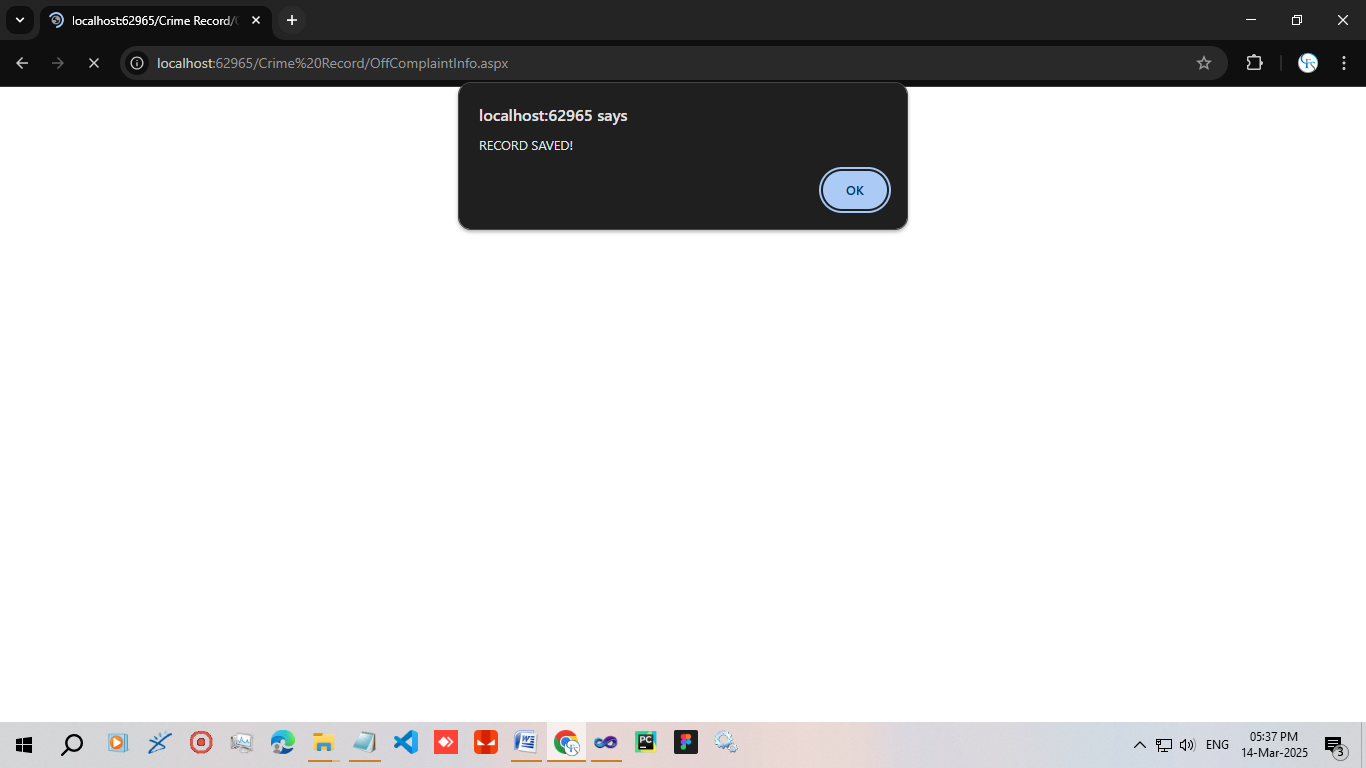 localhost:62965/Crime Record/
localhost:62965/Crime%20Record/OffComplaintInfo.aspx
localhost:62965 says
RECORD SAVED!
OK
PC
W
ENG
05:37 PM
14-Mar-2025
3